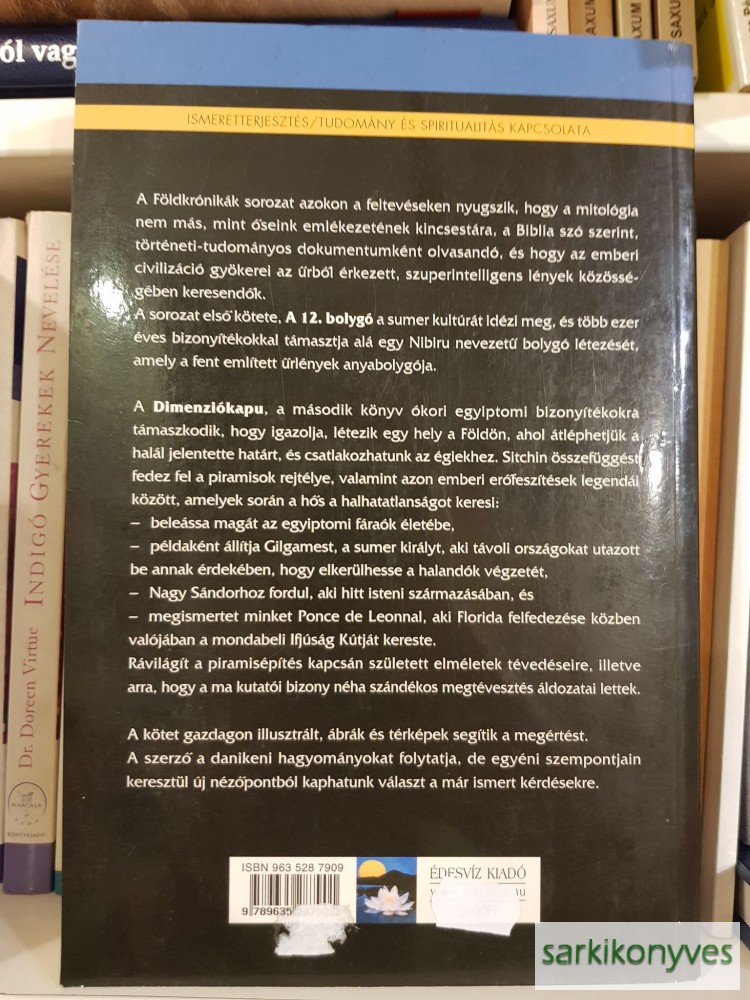 ól vag
SAXUM
SAXUM
SAXUM
ISMERETTERJESZTÉS/TUDOMÁNY ÉS SPIRITUALITÁS KAPCSOLATA
A Földkrónikák sorozat azokon a feltevéseken nyugszik, hogy a mitológia
nem más, mint őseink emlékezetének kincsestára, a Biblia szó szerint,
történeti-tudományos dokumentumként olvasandó, és hogy az emberi
civilizáció gyökerei az űrből érkezett, szuperintelligens lények közössé-
gében keresendők.
A sorozat első kötete, A 12. bolygó a sumer kultúrát idézi meg, és több ezer
éves bizonyítékokkal támasztja alá egy Nibiru nevezetű bolygó létezését,
amely a fent említett űrlények anyabolygója.
A Dimenziókapu, a második könyv ókori egyiptomi bizonyítékokra
támaszkodik, hogy igazolja, létezik egy hely a Földön, ahol átléphetjük a
halál jelentette határt, és csatlakozhatunk az égiekhez. Sitchin összefüggést
fedez fel a piramisok rejtélye, valamint azon emberi erőfeszítések legendái
között, amelyek során a hős a halhatatlanságot keresi:
– beleássa magát az egyiptomi fáraók életébe,
– példaként állítja Gilgamest, a sumer királyt, aki távoli országokat utazott
be annak érdekében, hogy elkerülhesse a halandók végzetét,
– Nagy Sándorhoz fordul, aki hitt isteni származásában, és
– megismertet minket Ponce de Leonnal, aki Florida felfedezése közben
valójában a mondabeli Ifjúság Kútját kereste.
Rávilágít a piramisépítés kapcsán született elméletek tévedéseire, illetve
arra, hogy a ma kutatói bizony néha szándékos megtévesztés áldozatai lettek.
A kötet gazdagon illusztrált, ábrák és térképek segítik a megértést.
A szerző a danikeni hagyományokat folytatja, de egyéni szempontjain
keresztül új nézőpontból kaphatunk választ a már ismert kérdésekre.
ISBN 963 528 7909
9 789635
ÉDESVÍZ KIADÓ
Dr. Doreen Virtue INDIGÓ GYEREKEK NEVELÉSE
sarkikonyves